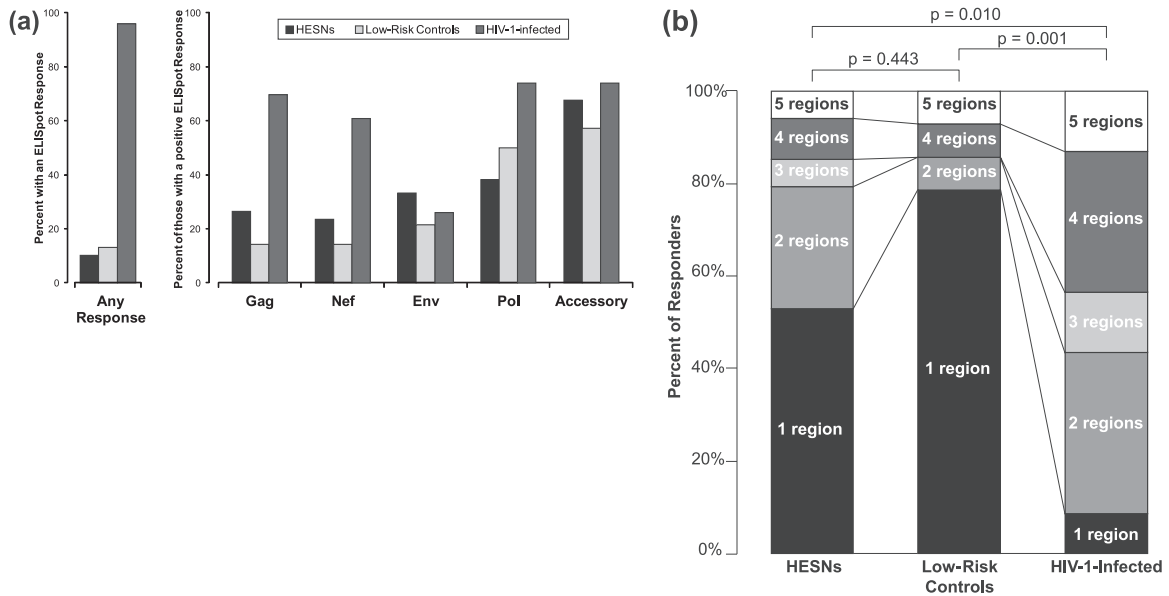 (a)
Percent with an ELISpot Response
100
80
60
40
20
0
Any
Response
Percent of those with a positive ELISpot Response
100
80
60
40
20
0
HESNs
Low-Risk Controls
HIV-1-infected
Gag
Nef
Env
Pol
Accessory
(b)
p = 0.010
p = 0.001
p = 0.443
Percent of Responders
100%
80%
60%
40%
20%
0%
5 regions
4 regions
3 regions
2 regions
1 region
HESNs
5 regions
4 regions
2 regions
1 region
Low-Risk
Controls
5 regions
4 regions
3 regions
2 regions
1 region
HIV-1-Infected